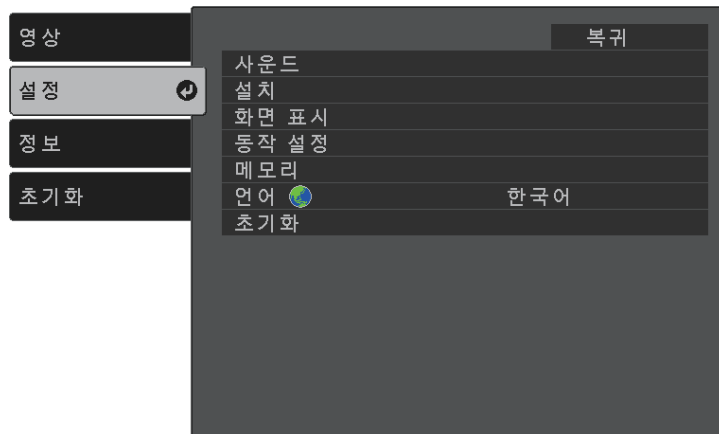 영상
설정
정보
초기화
복귀
사운드
설치
화면 표시
동작 설정
메모리
언어 한국어
초기화